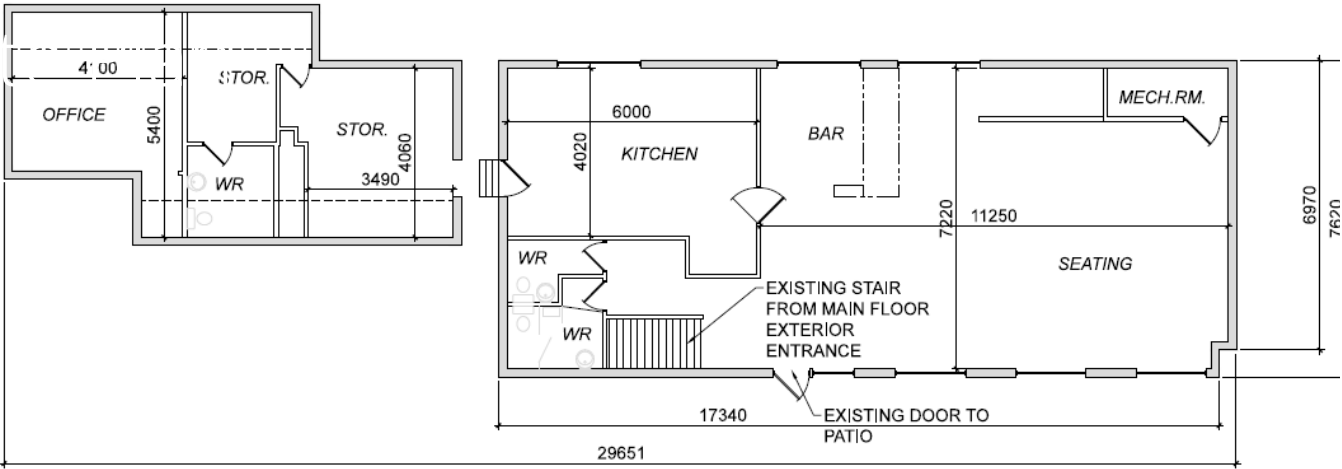 STOR.
OFFICE
5400
STOR.
4060
3490
WR
6000
4020
KITCHEN
BAR
MECH.RM.
7220
11250
6970
7620
SEATING
WR
WR
EXISTING STAIR
FROM MAIN FLOOR
EXTERIOR
ENTRANCE
17340
EXISTING DOOR TO
PATIO
29651